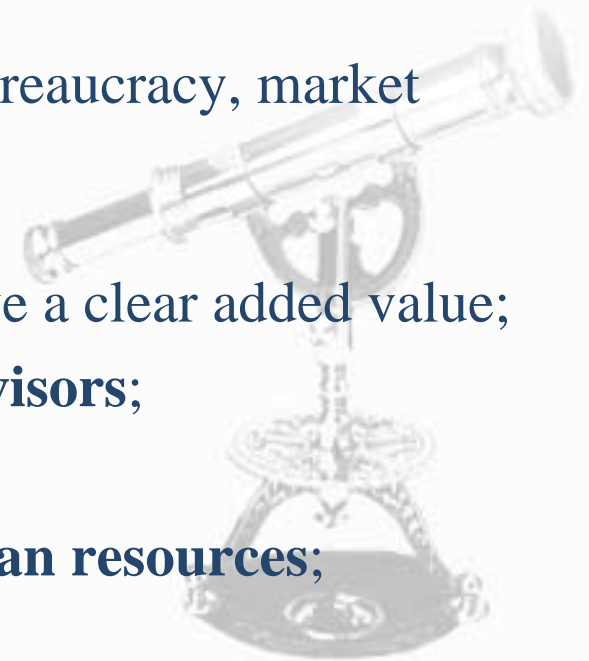 reaucracy, market
e a clear added value;
visors;
an resources;